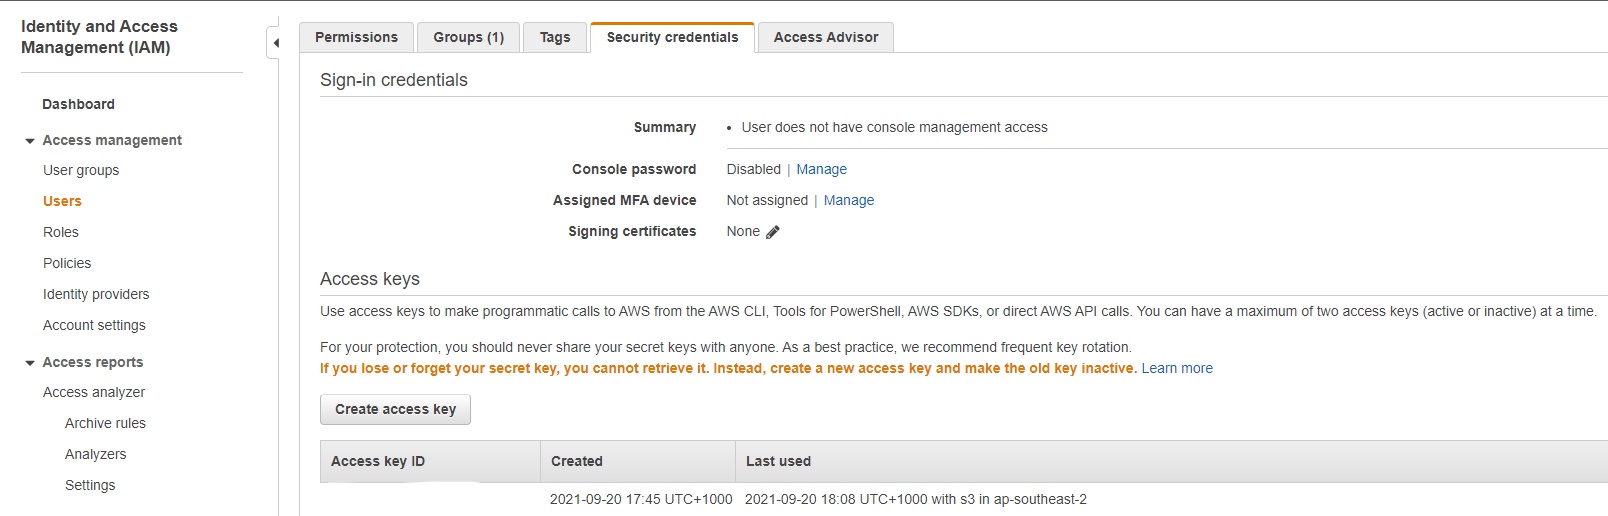 Identity and Access
Management (IAM)
Dashboard
Access management
User groups
Users
Roles
Policies
Identity providers
Account settings
Access reports
Access analyzer
Archive rules
Analyzers
Settings
Permissions Groups (1) Tags Security credentials Access Advisor
Sign-in credentials
Summary • User does not have console management access
Console password Disabled | Manage
Assigned MFA device Not assigned | Manage
Signing certificates None
Access keys
Use access keys to make programmatic calls to AWS from the AWS CLI, Tools for PowerShell, AWS SDKs, or direct AWS API calls. You can have a maximum of two access keys (active or inactive) at a time.
For your protection, you should never share your secret keys with anyone. As a best practice, we recommend frequent key rotation.
If you lose or forget your secret key, you cannot retrieve it. Instead, create a new access key and make the old key inactive. Learn more
Create access key
Access key ID Created Last used
2021-09-20 17:45 UTC+1000 2021-09-20 18:08 UTC+1000 with s3 in ap-southeast-2